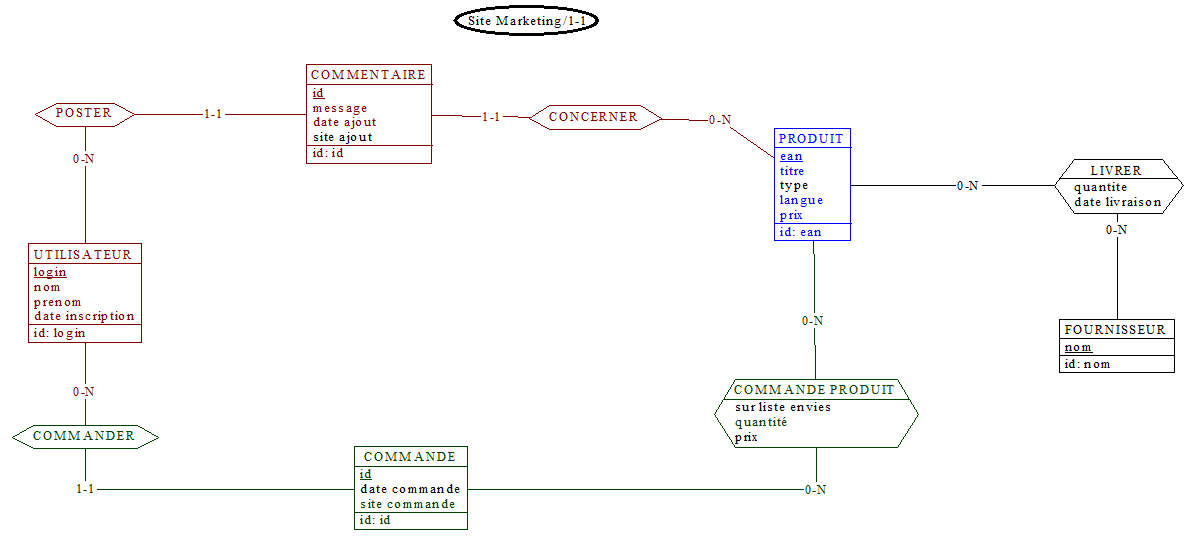 Site Marketing/1-1
COMMENTAIRE
id
message
date ajout
site ajout
id: id
POSTER
1-1
1-1
CONCERNER
0-N
0-N
PRODUIT
ean
titre
type
langue
prix
id: ean
0-N
LIVRER
quantite
date livraison
0-N
UTILISATEUR
login
nom
prenom
date inscription
id: login
0-N
FOURNISSEUR
nom
id: nom
0-N
COMMANDER
COMMANDE PRODUIT
sur liste envies
quantité
prix
1-1
COMMANDE
id
date commande
site commande
id: id
0-N